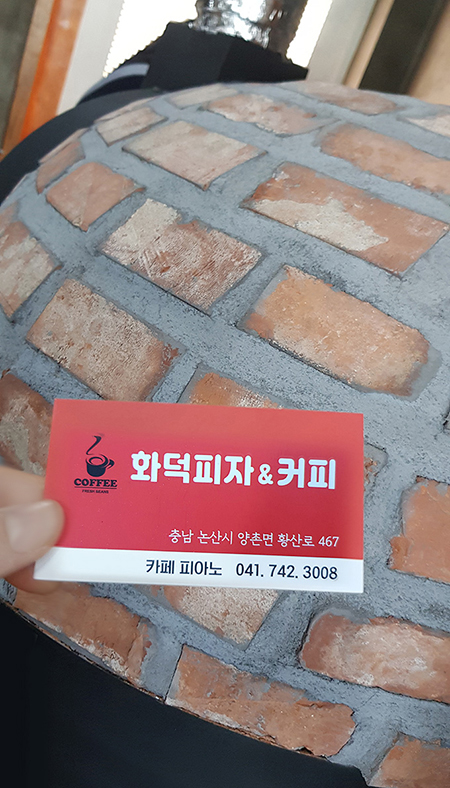 화덕피자&커피
COFFEE
FRESH BEANS
충남 논산시 양촌면 황산로 467
카페 피아노 041. 742. 3008